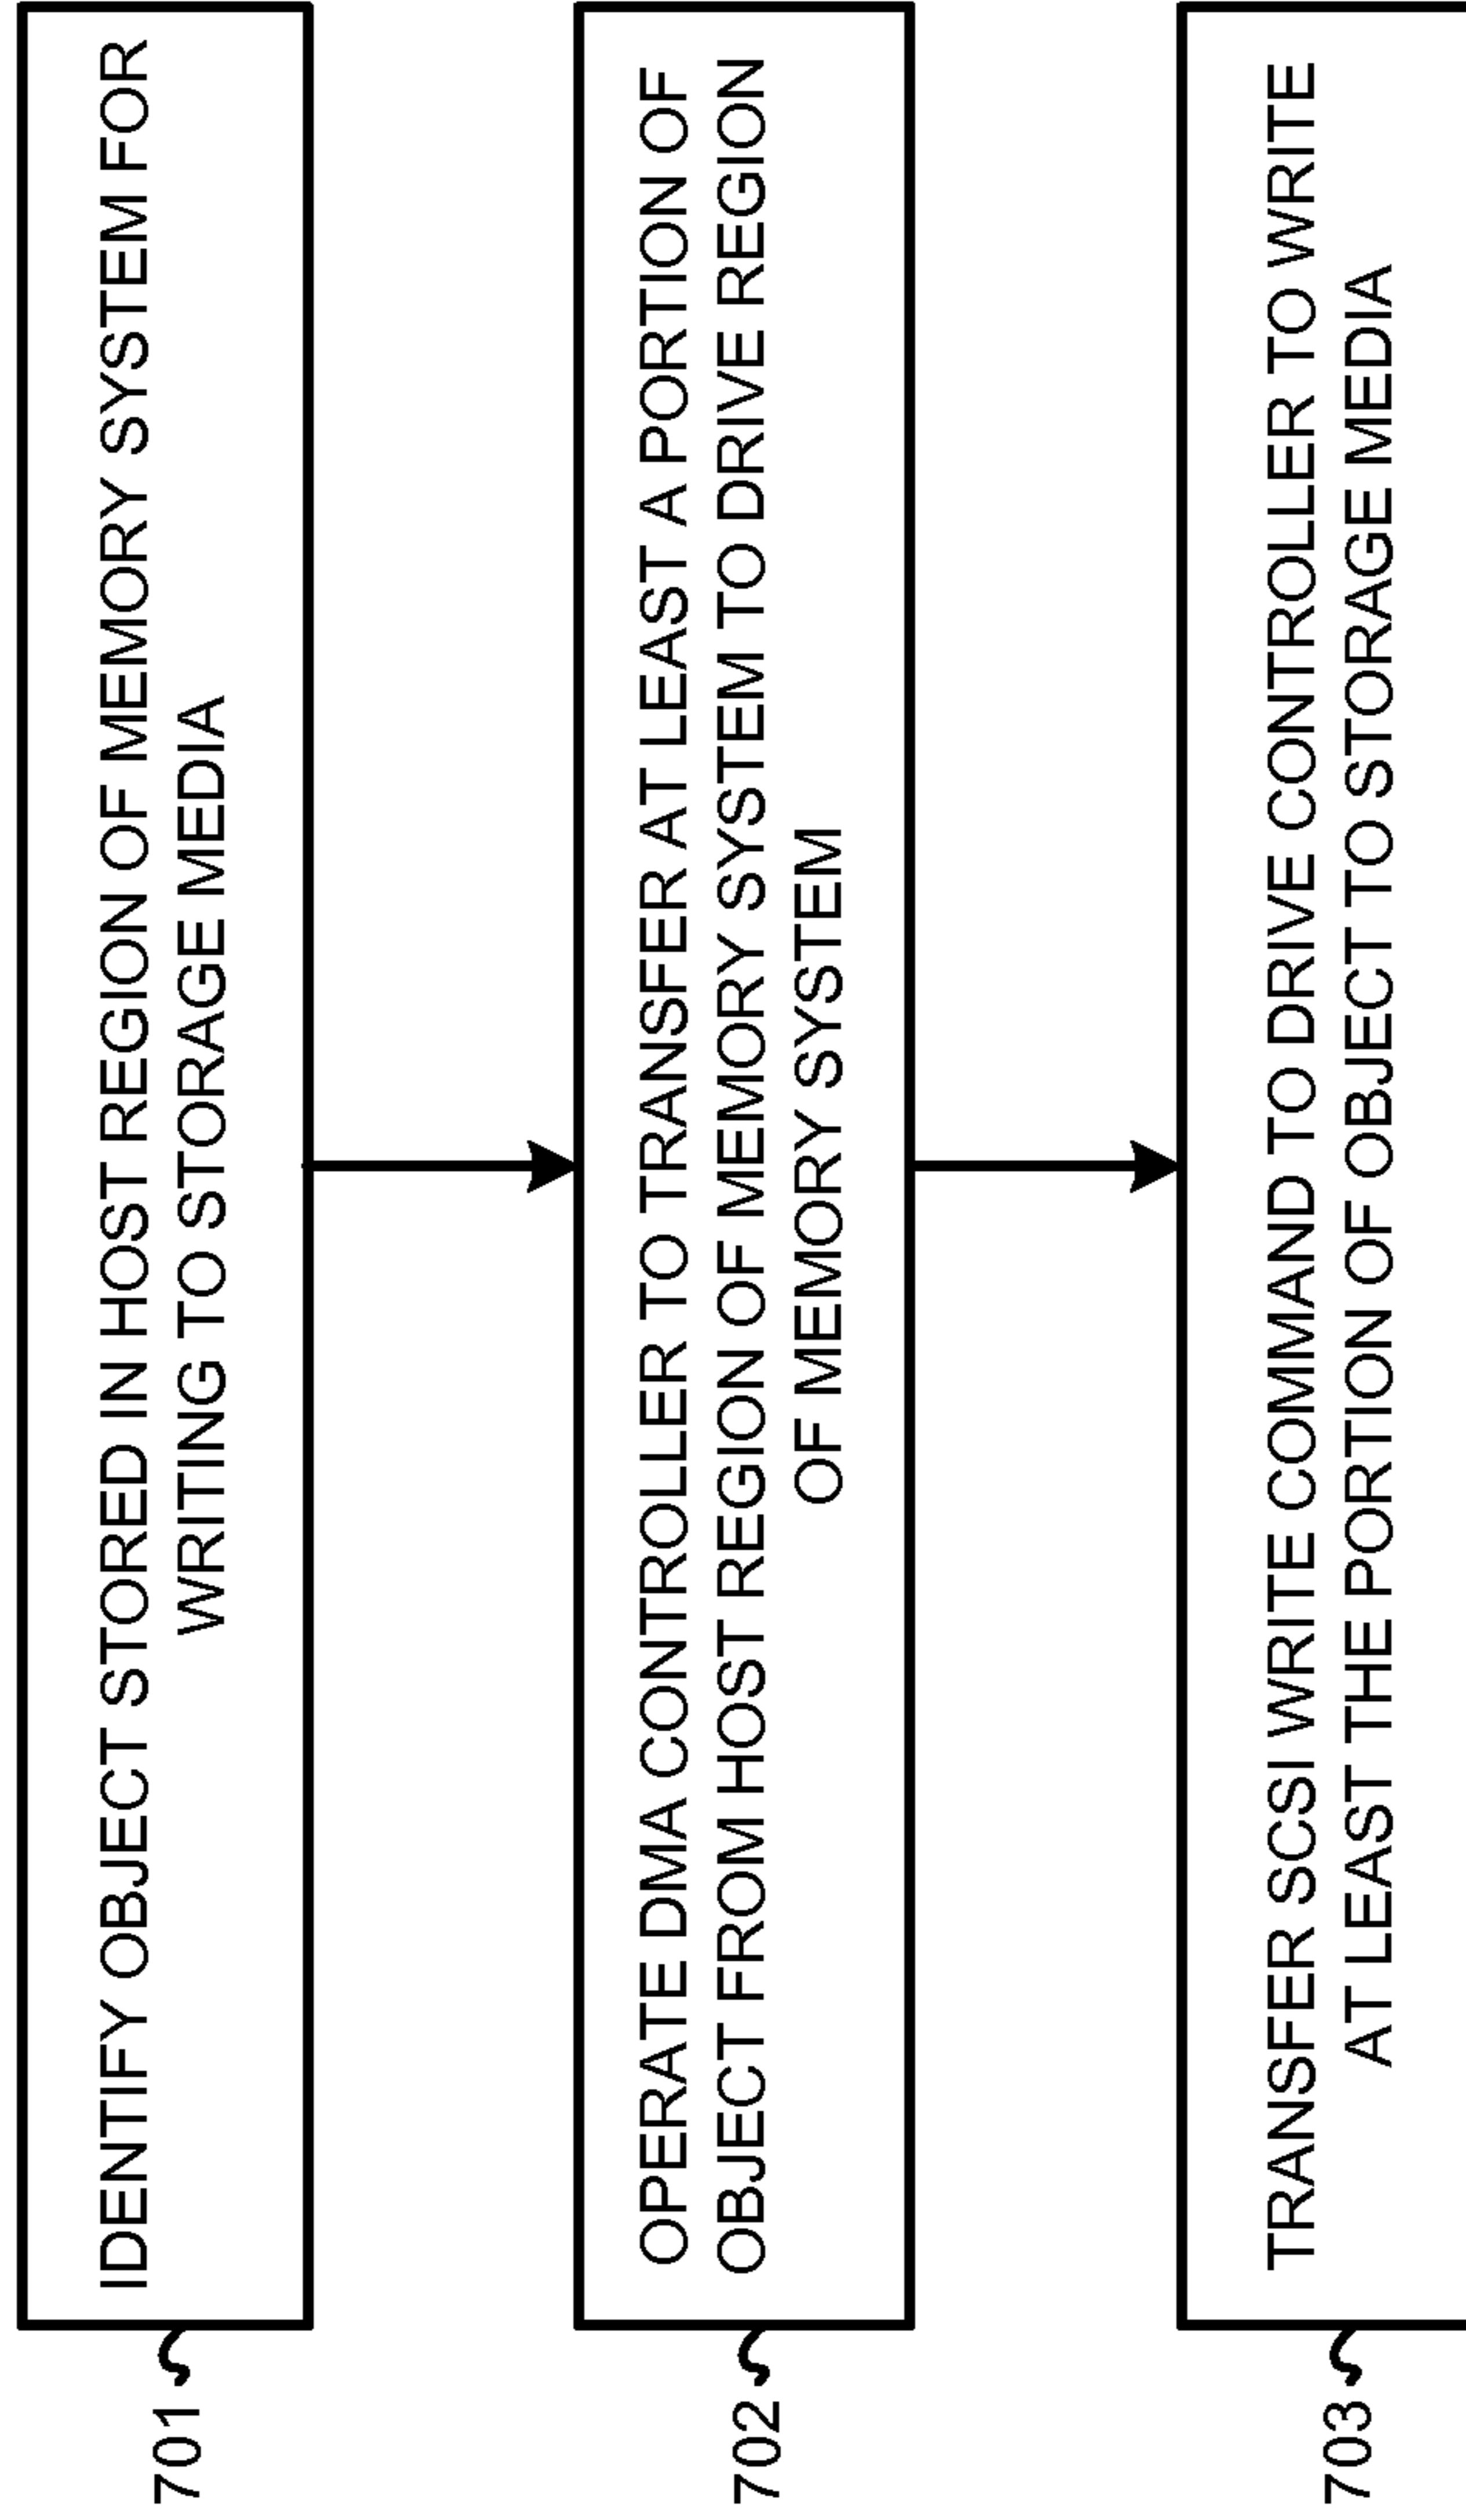 IDENTIFY OBJECT STORED IN HOST REGION OF MEMORY SYSTEM FOR
WRITING TO STORAGE MEDIA
701
OPERATE DMA CONTROLLER TO TRANSFER AT LEAST A PORTION OF
OBJECT FROM HOST REGION OF MEMORY SYSTEM TO DRIVE REGION
OF MEMORY SYSTEM
702
TRANSFER SCSI WRITE COMMAND TO DRIVE CONTROLLER TO WRITE
AT LEAST THE PORTION OF OBJECT TO STORAGE MEDIA
703